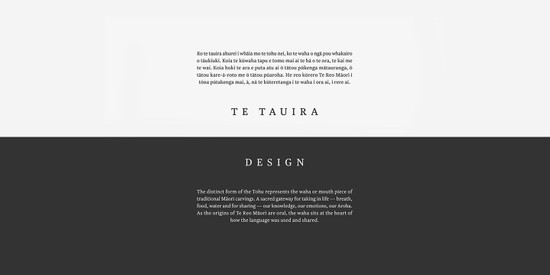 Ko te tauira ahurei i whāia mo te tohu nei, ko te waha o ngā pou whakairo
o tāukiuki. Koia te kūwaha tapu e tomo mai ai te hā o te ora, te kai me
te wai. Koia hoki te ara e puta atu ai ō tātou pūkenga mātauranga, ō
tātou kare-ā-roto me ō tātou pūaroha. He reo kōrero Te Reo Māori i
tōna pūtakenga mai, ā, nā te kūteretanga i te waha i ora ai, i rere ai.
TE TAUIRA
DESIGN
The distinct form of the Tohu represents the waha or mouth piece of
traditional Māori carvings. A sacred gateway for taking in life — breath,
food, water and for sharing — our knowledge, our emotions, our Aroha.
As the origins of Te Reo Māori are oral, the waha sits at the heart of
how the language was used and shared.